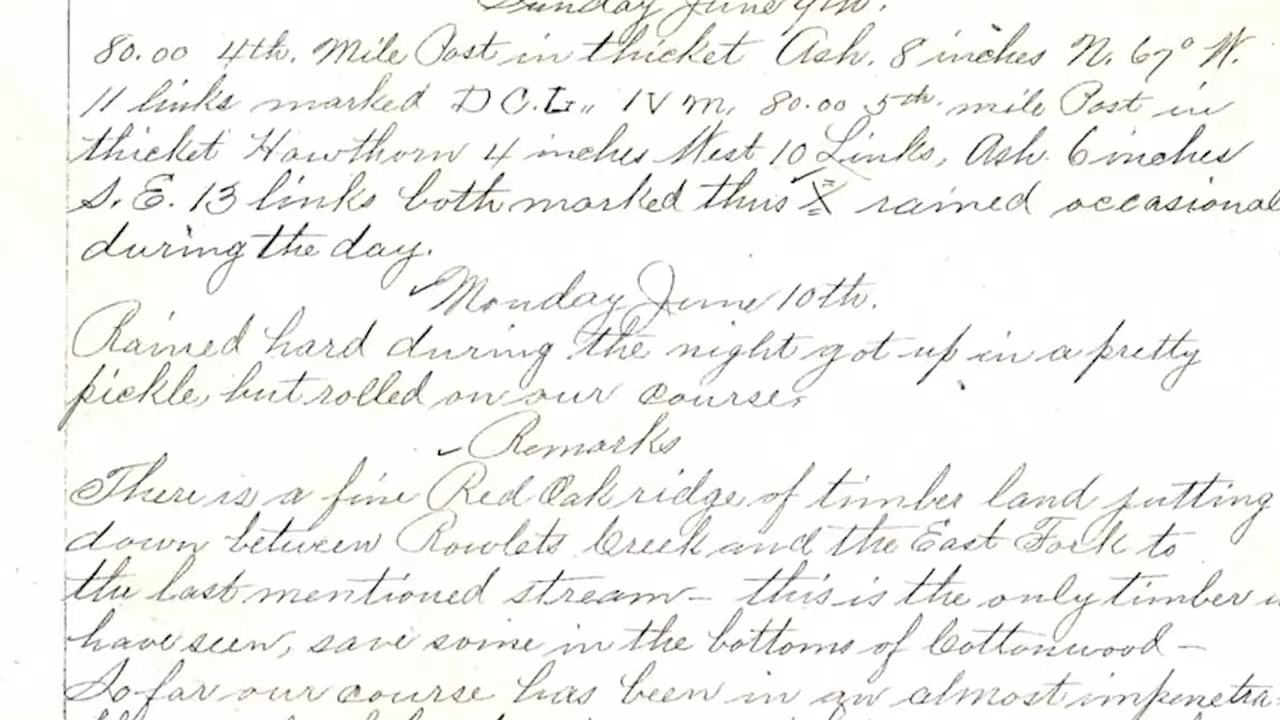 Sunday June 9th.
80.00 4th. Mile Post in thicket Ash. 8 inches N. 67° W.
11 links marked D C.L,, IV m, 80.00 5th. mile Post in
thicket Hawthorn 4 inches West 10 Links, Ash. 6 inches
S. E. 13 links both marked thus X rained occasional
during the day.
Monday June 10th.
Rained hard during the night got up in a pretty
pickle, but rolled on our course.
Remarks
There is a fine Red Oak ridge of timber land jutting
down between Rowlets Creek and the East Fork to
the last mentioned stream - this is the only timber
have seen, save some in the bottoms of Cottonwood -
So far our course has been in an almost impenetra-